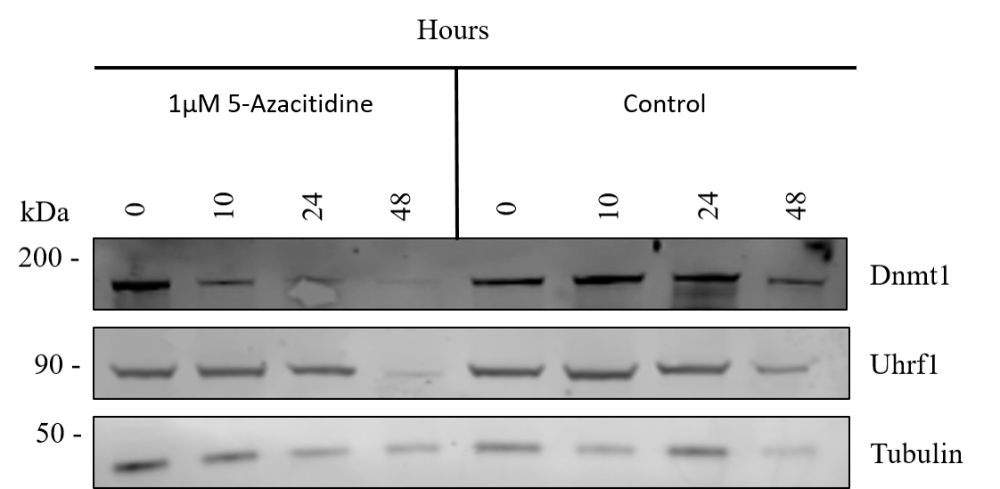 Hours
1µM 5-Azacitidine Control
kDa 0 10 24 48 0 10 24 48
200 - Dnmt1
90 - Uhrf1
50 -
Tubulin